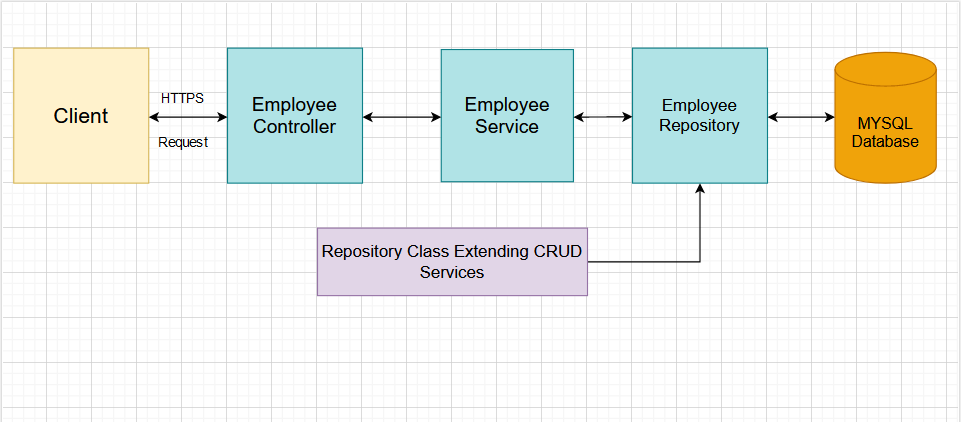 Client
HTTPS
Request
Employee
Controller
Employee
Service
Employee
Repository
MYSQL
Database
Repository Class Extending CRUD
Services